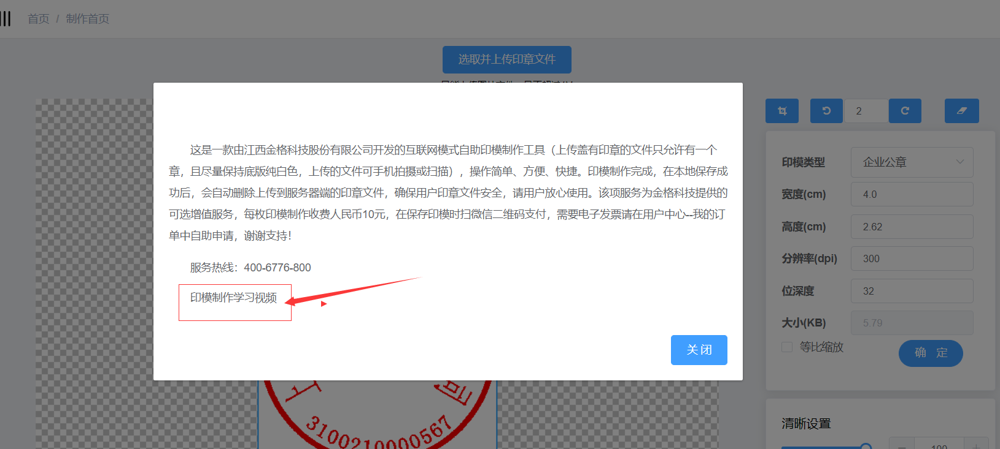 首页 / 制作首页
选取并上传印章文件
2
这是一款由江西金格科技股份有限公司开发的互联网模式自助印模制作工具（上传盖有印章的文件只允许有一个
章，且尽量保持底版纯白色，上传的文件可手机拍摄或扫描），操作简单、方便、快捷。印模制作完成，在本地保存成
功后，会自动删除上传到服务器端的印章文件，确保用户印章文件安全，请用户放心使用。该项服务为金格科技提供的
可选增值服务，每枚印模制作收费人民币10元，在保存印模时扫微信二维码支付，需要电子发票请在用户中心--我的订
单中自助申请，谢谢支持！
服务热线：400-6776-800
印模制作学习视频
关 闭
印模类型 企业公章
宽度(cm) 4.0
高度(cm) 2.62
分辨率(dpi) 300
位深度 32
大小(KB) 5.79
等比缩放 确 定
3100210000567
清晰设置
100